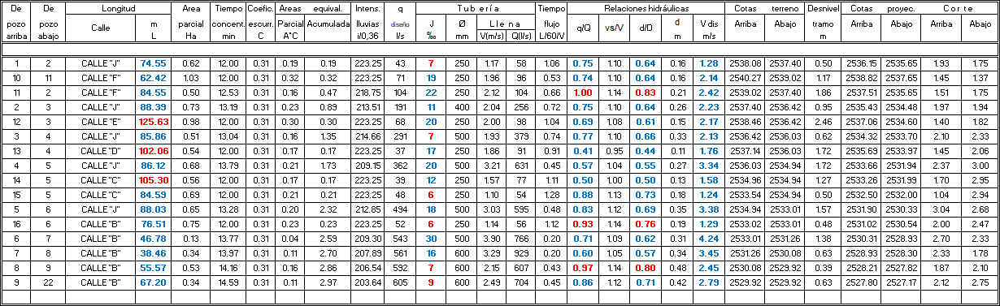 De Longitud Area Tiempo Coefic. Areas equival. Intens. q Tubería Tiempo Relaciones hidráulicas Cotas terreno Desnivel Cotas proyec. Corte
De pozo arriba De pozo abajo Calle m L parcial Ha concent. min escurr. C Parcial A*C Acumulada lluvias i/0,36 diseño l/s J ‰ Ø mm Llena V(m/s) Q(l/s) flujo L/60/V q/Q vs/V d/D d m V dis m/s Arriba Abajo tramo m Arriba Abajo Arriba Abajo
1 2 CALLE "J" 74.55 0.62 12.00 0.31 0.19 0.19 223.25 43 7 250 1.17 58 1.06 0.75 1.10 0.64 0.16 1.28 2538.08 2537.40 0.50 2536.15 2535.65 1.93 1.75
10 11 CALLE "F" 62.42 1.03 12.00 0.31 0.32 0.32 223.25 71 19 250 1.96 96 0.53 0.74 1.10 0.64 0.16 2.14 2540.27 2539.02 1.17 2538.82 2537.65 1.45 1.37
11 2 CALLE "F" 84.55 0.50 12.53 0.31 0.16 0.47 218.75 104 22 250 2.12 104 0.66 1.00 1.14 0.83 0.21 2.42 2539.02 2537.40 1.86 2537.51 2535.65 1.51 1.75
2 3 CALLE "J" 88.39 0.73 13.19 0.31 0.23 0.89 213.51 191 11 400 2.04 256 0.72 0.75 1.10 0.64 0.26 2.23 2537.40 2536.42 0.95 2535.43 2534.48 1.97 1.94
12 3 CALLE "E" 125.63 0.98 12.00 0.31 0.30 0.30 223.25 68 20 250 2.00 98 1.04 0.69 1.08 0.61 0.15 2.17 2538.46 2536.42 2.46 2537.06 2534.60 1.40 1.82
3 4 CALLE "J" 85.86 0.51 13.04 0.31 0.16 1.35 214.66 291 7 500 1.93 379 0.74 0.77 1.10 0.66 0.33 2.13 2536.42 2536.03 0.62 2534.32 2533.70 2.10 2.33
13 4 CALLE "D" 102.06 0.54 12.00 0.31 0.17 0.17 223.25 37 17 250 1.86 91 0.91 0.41 0.95 0.44 0.11 1.76 2537.14 2536.03 1.72 2535.69 2533.97 1.45 2.06
4 5 CALLE "J" 86.12 0.68 13.79 0.31 0.21 1.73 209.15 362 20 500 3.21 631 0.45 0.57 1.04 0.55 0.27 3.34 2536.03 2534.94 1.72 2533.66 2531.94 2.37 3.00
14 5 CALLE "C" 105.30 0.56 12.00 0.31 0.17 0.17 223.25 39 12 250 1.57 77 1.11 0.50 1.00 0.50 0.13 1.58 2534.96 2534.94 1.27 2533.26 2531.99 1.70 2.95
15 5 CALLE "B" 84.59 0.69 12.00 0.31 0.21 0.21 223.25 48 6 250 1.10 54 1.28 0.88 1.13 0.73 0.18 1.24 2533.54 2534.94 0.50 2532.50 2532.00 1.04 2.94
5 6 CALLE "J" 88.03 0.65 13.28 0.31 0.20 2.32 212.85 494 18 500 3.03 595 0.48 0.83 1.12 0.69 0.35 3.38 2534.94 2533.01 1.57 2531.90 2530.33 3.04 2.68
16 6 CALLE "B" 76.51 0.75 12.00 0.31 0.23 0.23 223.25 52 6 250 1.14 56 1.12 0.93 1.14 0.76 0.19 1.29 2533.02 2533.01 0.48 2531.02 2530.54 2.00 2.47
6 7 CALLE "B" 46.78 0.13 13.77 0.31 0.04 2.59 209.30 543 30 500 3.90 766 0.20 0.71 1.09 0.62 0.31 4.24 2533.01 2531.26 1.38 2530.31 2528.93 2.70 2.33
7 8 CALLE "B" 38.46 0.34 13.97 0.31 0.11 2.70 207.89 561 16 600 3.29 929 0.20 0.60 1.05 0.57 0.34 3.45 2531.26 2530.08 0.63 2528.93 2528.30 2.33 1.78
8 9 CALLE "B" 55.57 0.53 14.16 0.31 0.16 2.86 206.54 592 7 600 2.15 607 0.43 0.97 1.14 0.80 0.48 2.45 2530.08 2529.92 0.39 2528.21 2527.82 1.87 2.10
9 22 CALLE "B" 67.20 0.34 14.59 0.31 0.11 2.97 203.64 605 9 600 2.49 704 0.45 0.86 1.12 0.71 0.42 2.79 2529.92 2529.92 0.63 2527.80 2527.17 2.12 2.75